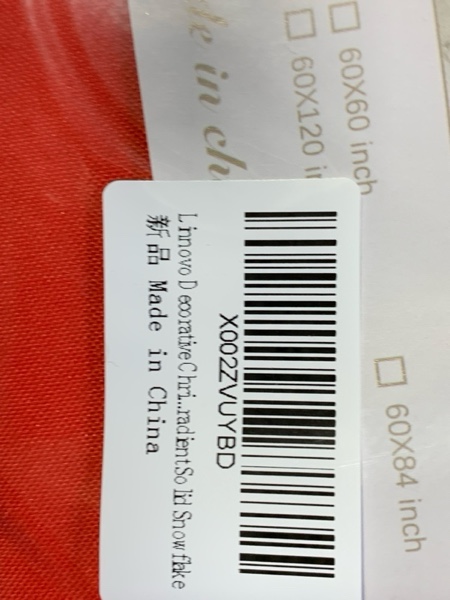 60X60 inch
60X120
de in ch
60X84 inch
X002ZVUYBD
Linnovo Decorative Chri...radient Solid Snowflake
新品 Made in China